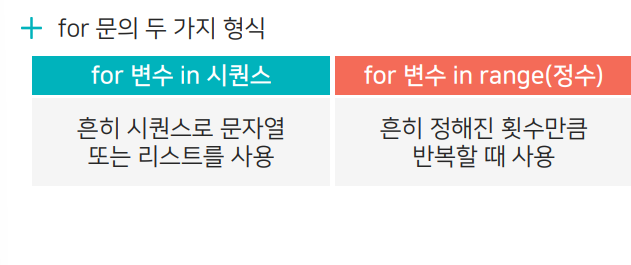 + for 문의 두 가지 형식
for 변수 in 시퀀스
for 변수 in range(정수)
흔히 시퀀스로 문자열
또는 리스트를 사용
흔히 정해진 횟수만큼
반복할 때 사용